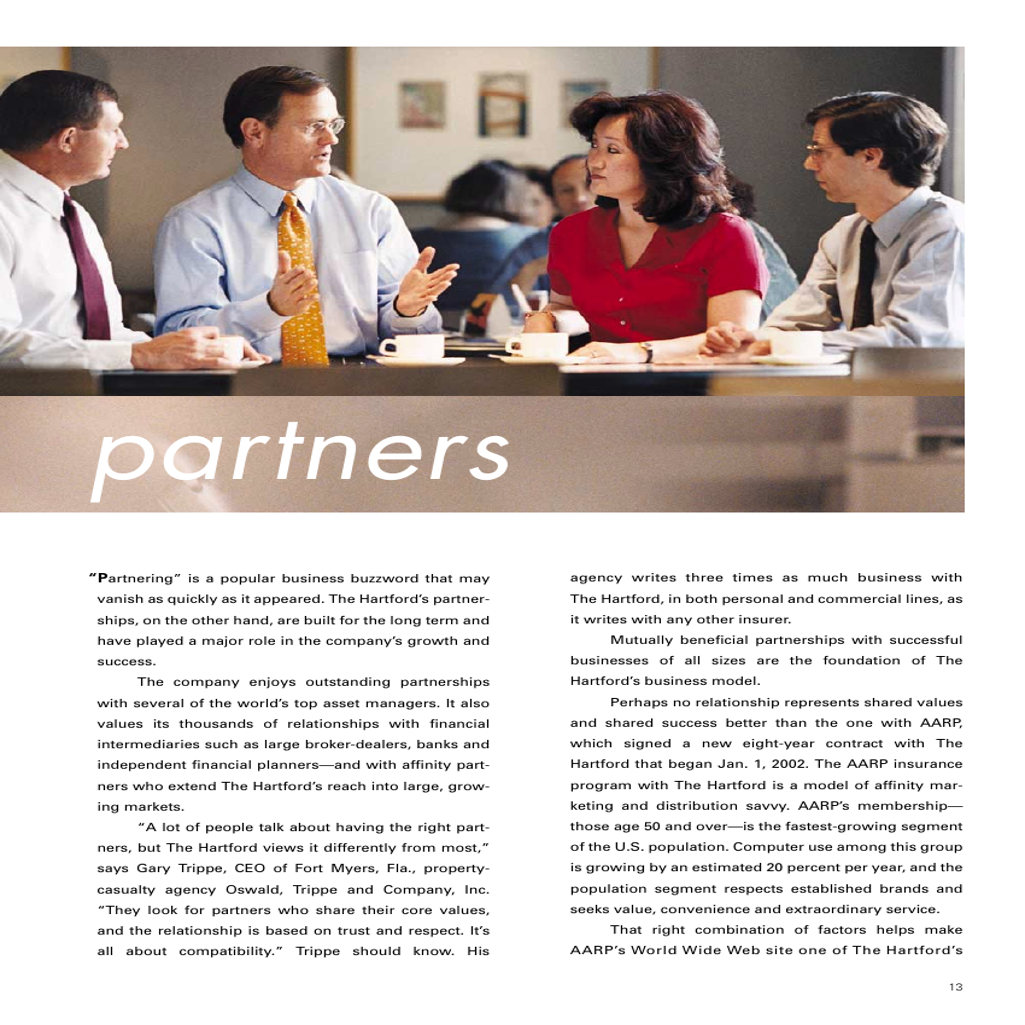 partners
“Partnering” is a popular business buzzword that may
vanish as quickly as it appeared. The Hartford’s partner-
ships, on the other hand, are built for the long term and
have played a major role in the company’s growth and
success.
The company enjoys outstanding partnerships
with several of the world’s top asset managers. It also
values its thousands of relationships with financial
intermediaries such as large broker-dealers, banks and
independent financial planners—and with affinity part-
ners who extend The Hartford’s reach into large, grow-
ing markets.
“A lot of people talk about having the right part-
ners, but The Hartford views it differently from most,”
says Gary Trippe, CEO of Fort Myers, Fla., property-
casualty agency Oswald, Trippe and Company, Inc.
“They look for partners who share their core values,
and the relationship is based on trust and respect. It’s
all about compatibility.” Trippe should know. His
agency writes three times as much business with
The Hartford, in both personal and commercial lines, as
it writes with any other insurer.
Mutually beneficial partnerships with successful
businesses of all sizes are the foundation of The
Hartford’s business model.
Perhaps no relationship represents shared values
and shared success better than the one with AARP,
which signed a new eight-year contract with The
Hartford that began Jan. 1, 2002. The AARP insurance
program with The Hartford is a model of affinity mar-
keting and distribution savvy. AARP’s membership—
those age 50 and over—is the fastest-growing segment
of the U.S. population. Computer use among this group
is growing by an estimated 20 percent per year, and the
population segment respects established brands and
seeks value, convenience and extraordinary service.
That right combination of factors helps make
AARP’s World Wide Web site one of The Hartford’s
13